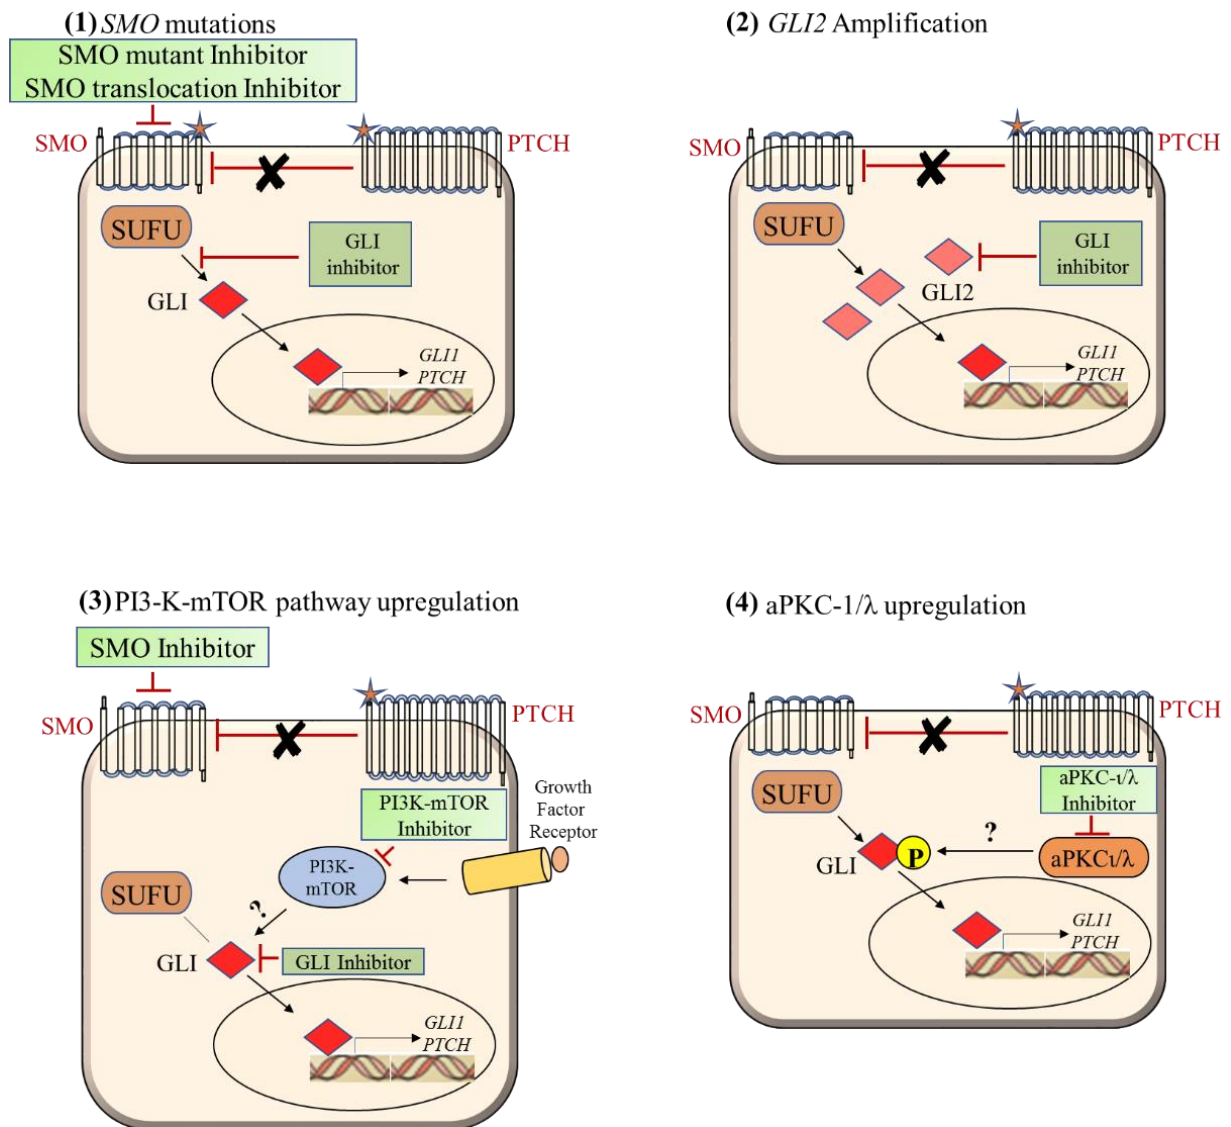 (1) SMO mutations
SMO mutant Inhibitor
SMO translocation Inhibitor
SMO
PTCH
SUFU
GLI
inhibitor
GLI
GLI1
PTCH
(2) GLI2 Amplification
SMO
PTCH
SUFU
GLI
inhibitor
GLI2
GLI1
PTCH
(3) PI3-K-mTOR pathway upregulation
SMO Inhibitor
SMO
PTCH
PI3K-mTOR
Inhibitor
Growth
Factor
Receptor
PI3K-
mTOR
SUFU
?
GLI
GLI Inhibitor
GLI1
PTCH
(4) aPKC-1/λ upregulation
SMO
PTCH
SUFU
aPKC-ι/λ
Inhibitor
?
GLI
P
aPKCι/λ
GLI1
PTCH